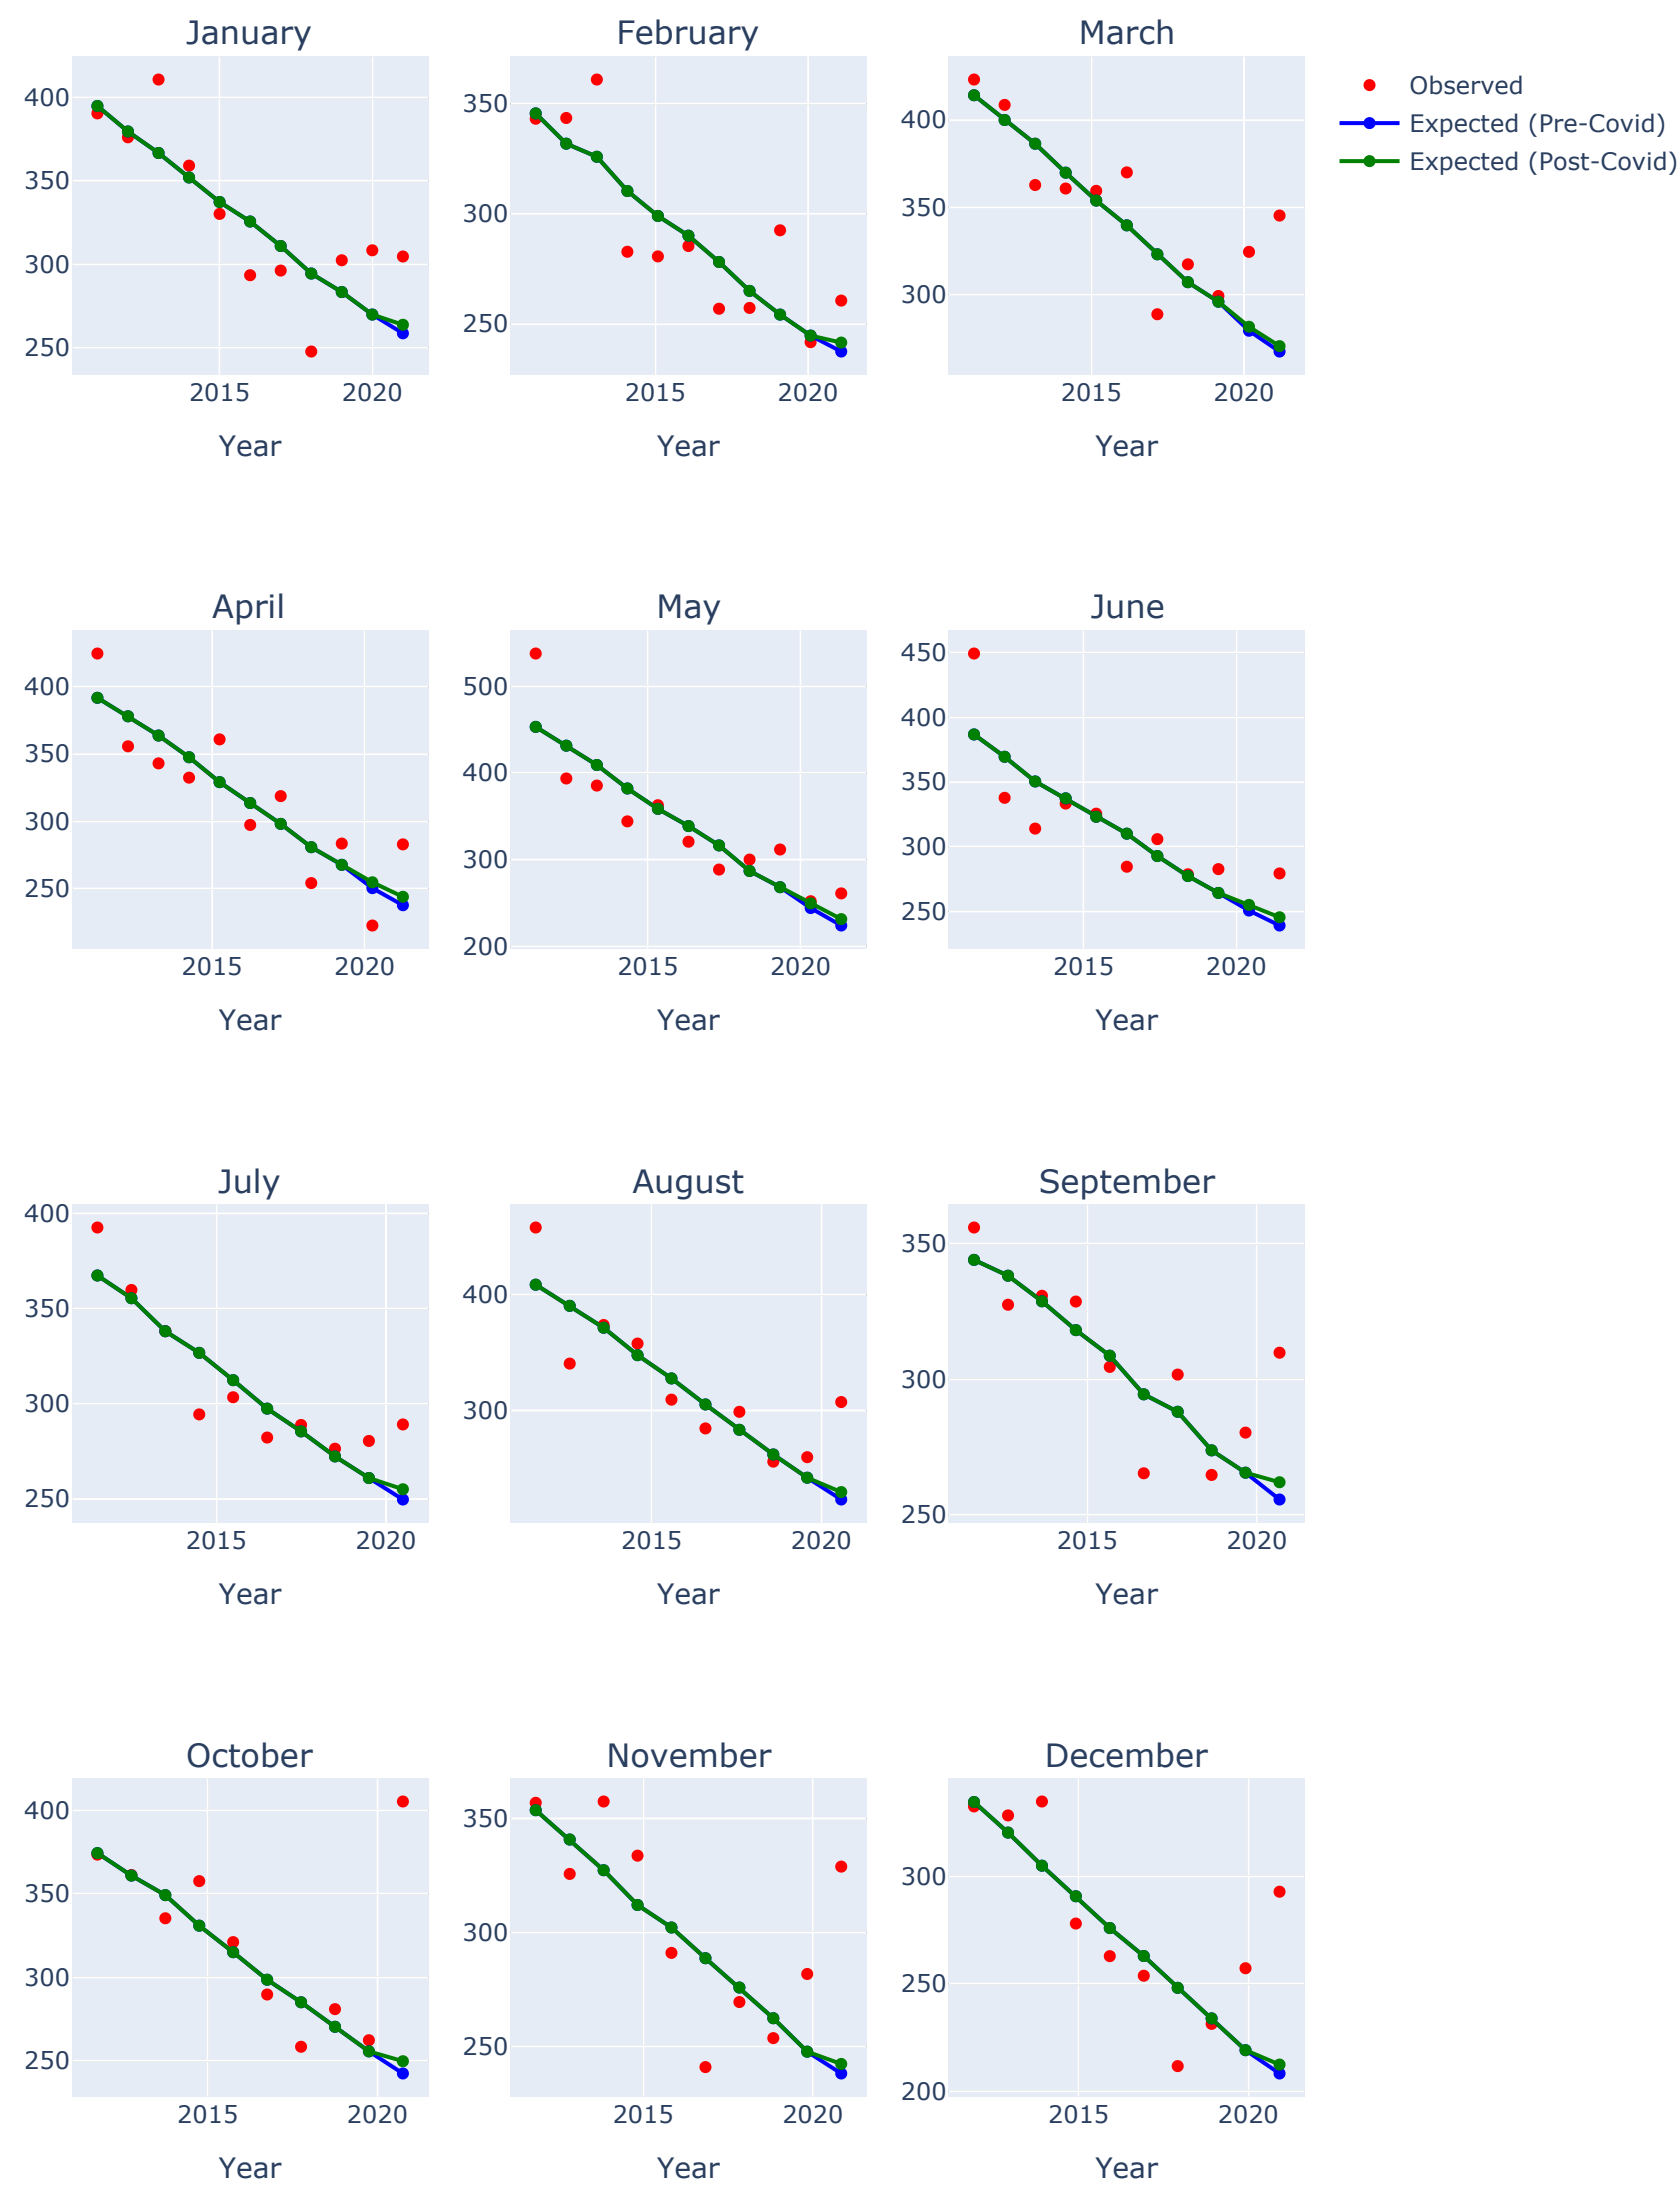 January
February
March
Observed
Expected (Pre-Covid)
Expected (Post-Covid)
400
350
300
250
2015
2020
Year
350
300
250
2015
2020
Year
400
350
300
2015
2020
Year
April
May
June
400
350
300
250
2015
2020
Year
500
400
300
200
2015
2020
Year
450
400
350
300
250
2015
2020
Year
July
August
September
400
350
300
250
2015
2020
Year
400
300
2015
2020
Year
350
300
250
2015
2020
Year
October
November
December
400
350
300
250
2015
2020
Year
350
300
250
2015
2020
Year
300
250
200
2015
2020
Year